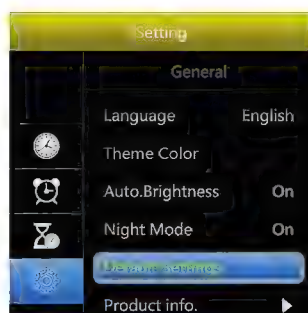 Setting
General
Language English
Theme Color
Auto.Brightness On
Night Mode On
Product info.